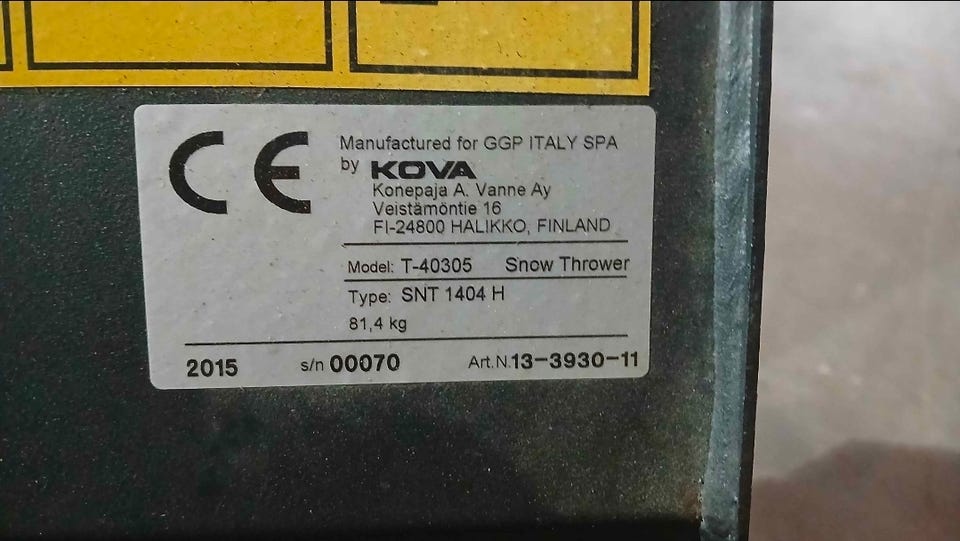 CE
Manufactured for GGP ITALY SPA
by KOVA
Konepaja A. Vanne Ay
Veistämöntie 16
FI-24800 HALIKKO, FINLAND
Model: T-40305 Snow Thrower
Type: SNT 1404 H
81,4 kg
2015 s/n 00070 Art.N.13-3930-11